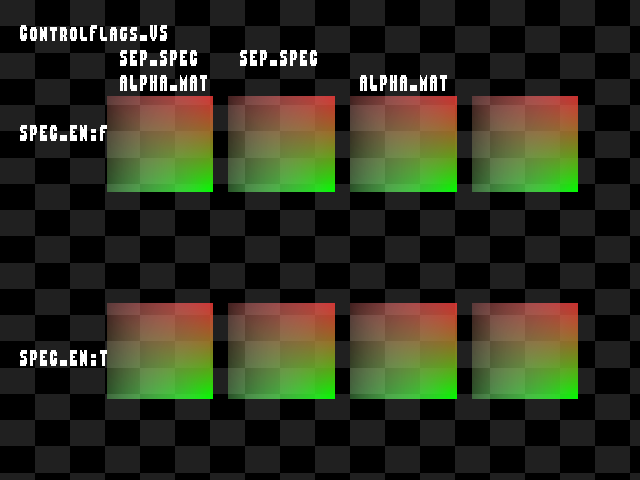 ControlFlags_VS
SEP_SPEC SEP_SPEC
ALPHA_MAT ALPHA_MAT
SPEC_EN:F
SPEC_EN:T